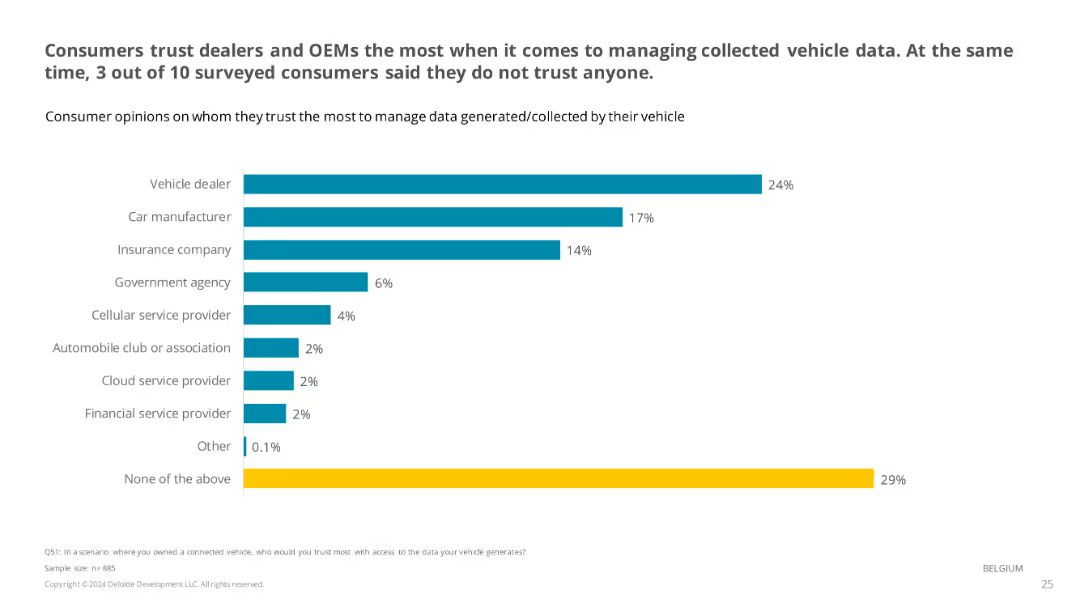 Consumers trust dealers and OEMs the most when it comes to managing collected vehicle data. At the same
time, 3 out of 10 surveyed consumers said they do not trust anyone.
Consumer opinions on whom they trust the most to manage data generated/collected by their vehicle
Vehicle dealer 24%
Car manufacturer 17%
Insurance company 14%
Government agency 6%
Cellular service provider 4%
Automobile club or association 2%
Cloud service provider 2%
Financial service provider 2%
Other 0.1%
None of the above 29%
Q51: In a scenario where you owned a connected vehicle, who would you trust most with access to the data your vehicle generates?
Sample size: n= 885
Copyright © 2024 Deloitte Development LLC. All rights reserved.
BELGIUM
25